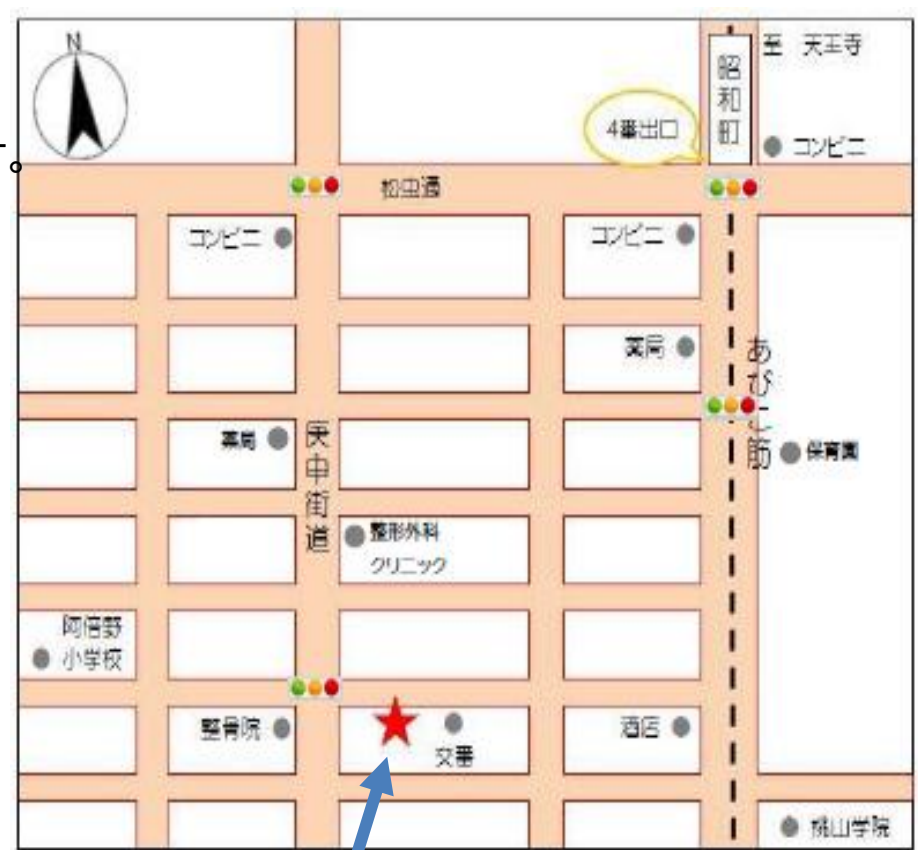 N
至 天王寺
昭和町
4番出口
コンビニ
松虫通
コンビニ
コンビニ
薬局
あびこ筋
薬局
保育園
天中街道
整形外科
クリニック
阿倍野
小学校
整骨院
交番
酒店
桃山学院